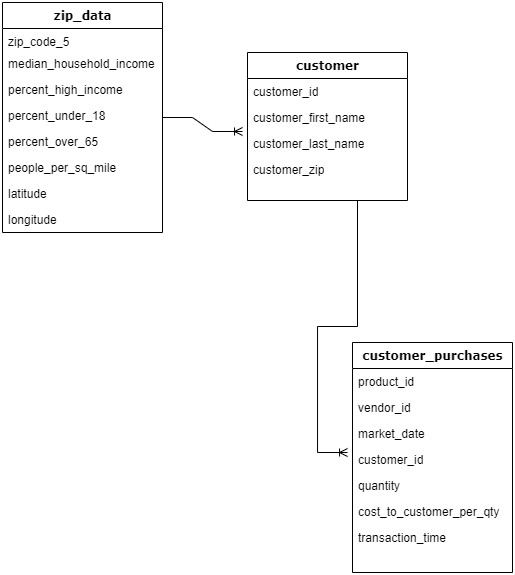 zip_data
zip_code_5
median_household_income
percent_high_income
percent_under_18
percent_over_65
people_per_sq_mile
latitude
longitude
customer
customer_id
customer_first_name
customer_last_name
customer_zip
customer_purchases
product_id
vendor_id
market_date
customer_id
quantity
cost_to_customer_per_qty
transaction_time